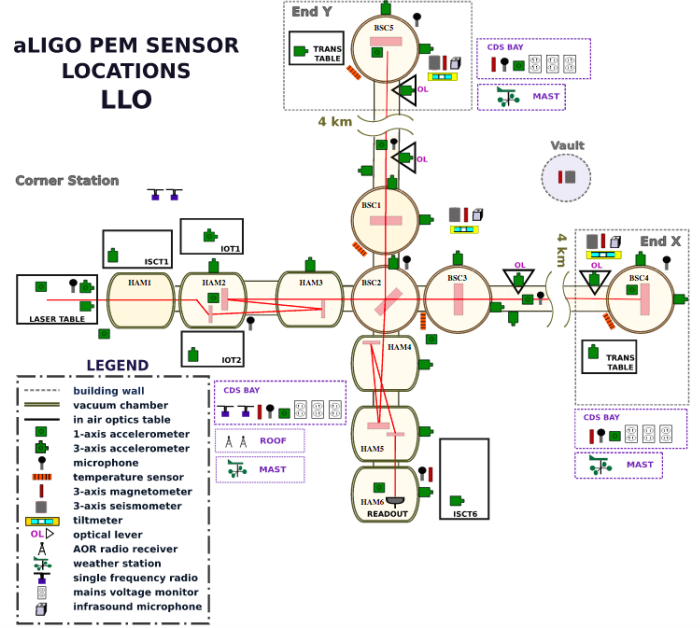 aLIGO PEM SENSOR
LOCATIONS
LLO
End Y
BSC5
TRANS
TABLE
OL
CDS BAY
MAST
4 km
OL
Vault
Corner Station
BSC1
ISCT1
IOT1
4 km
End X
OL
OL
HAM1
HAM2
HAM3
BSC2
BSC3
BSC4
LASER TABLE
IOT2
HAM4
TRANS
TABLE
LEGEND
building wall
vacuum chamber
in air optics table
1-axis accelerometer
3-axis accelerometer
microphone
temperature sensor
3-axis magnetometer
3-axis seismometer
tiltmeter
OL
optical lever
AOR radio receiver
weather station
single frequency radio
mains voltage monitor
infrasound microphone
CDS BAY
ROOF
MAST
HAM5
HAM6
READOUT
ISCT6
CDS BAY
MAST